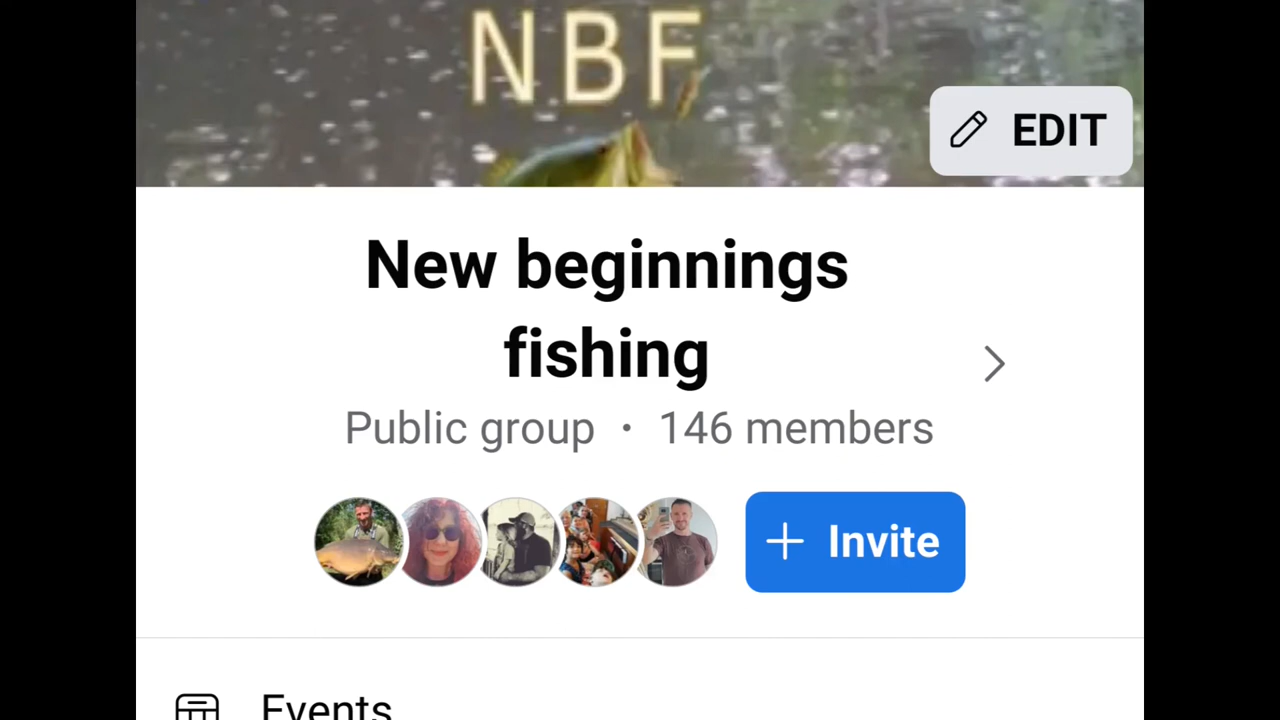 NBF
EDIT
New beginnings
fishing
Public group · 146 members
Invite
Events